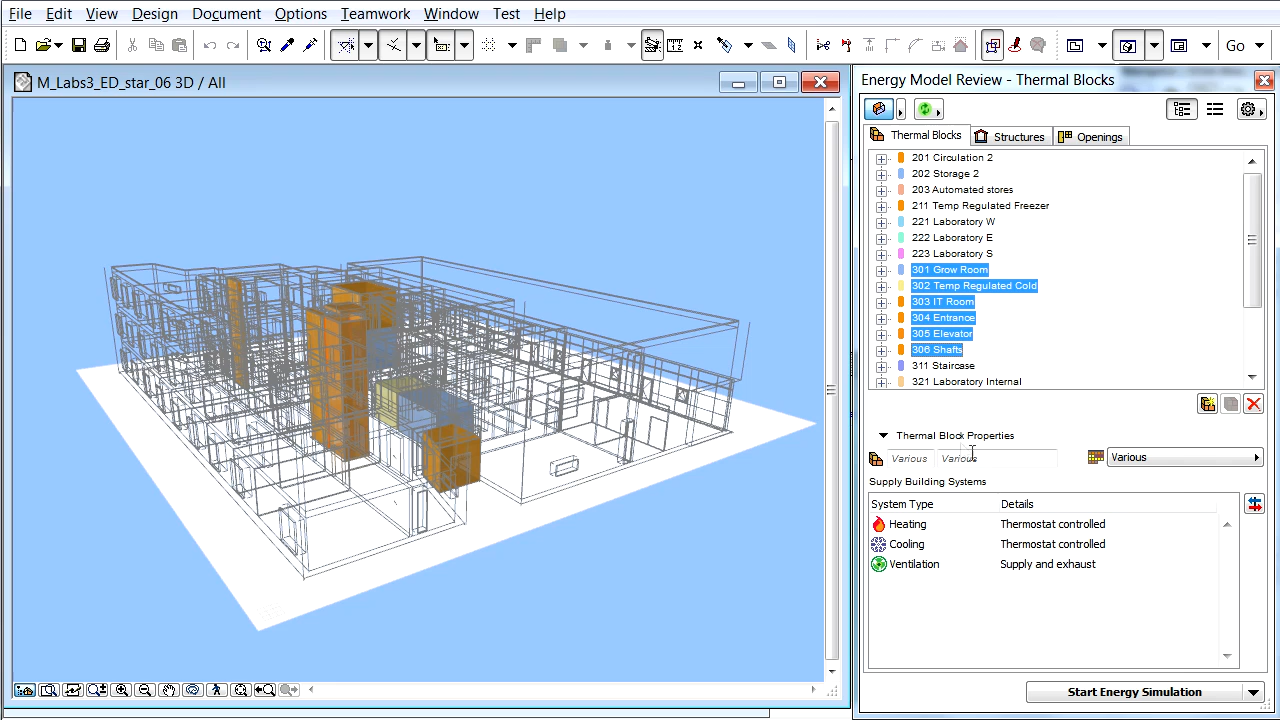 File Edit View Design Document Options Teamwork Window Test Help
Go
M_Labs3_ED_star_06 3D / All
Energy Model Review - Thermal Blocks
Thermal Blocks Structures Openings
201 Circulation 2
202 Storage 2
203 Automated stores
211 Temp Regulated Freezer
221 Laboratory W
222 Laboratory E
223 Laboratory S
301 Grow Room
302 Temp Regulated Cold
303 IT Room
304 Entrance
305 Elevator
306 Shafts
311 Staircase
321 Laboratory Internal
Thermal Block Properties
Various Various Various
Supply Building Systems
System Type Details
Heating Thermostat controlled
Cooling Thermostat controlled
Ventilation Supply and exhaust
Start Energy Simulation